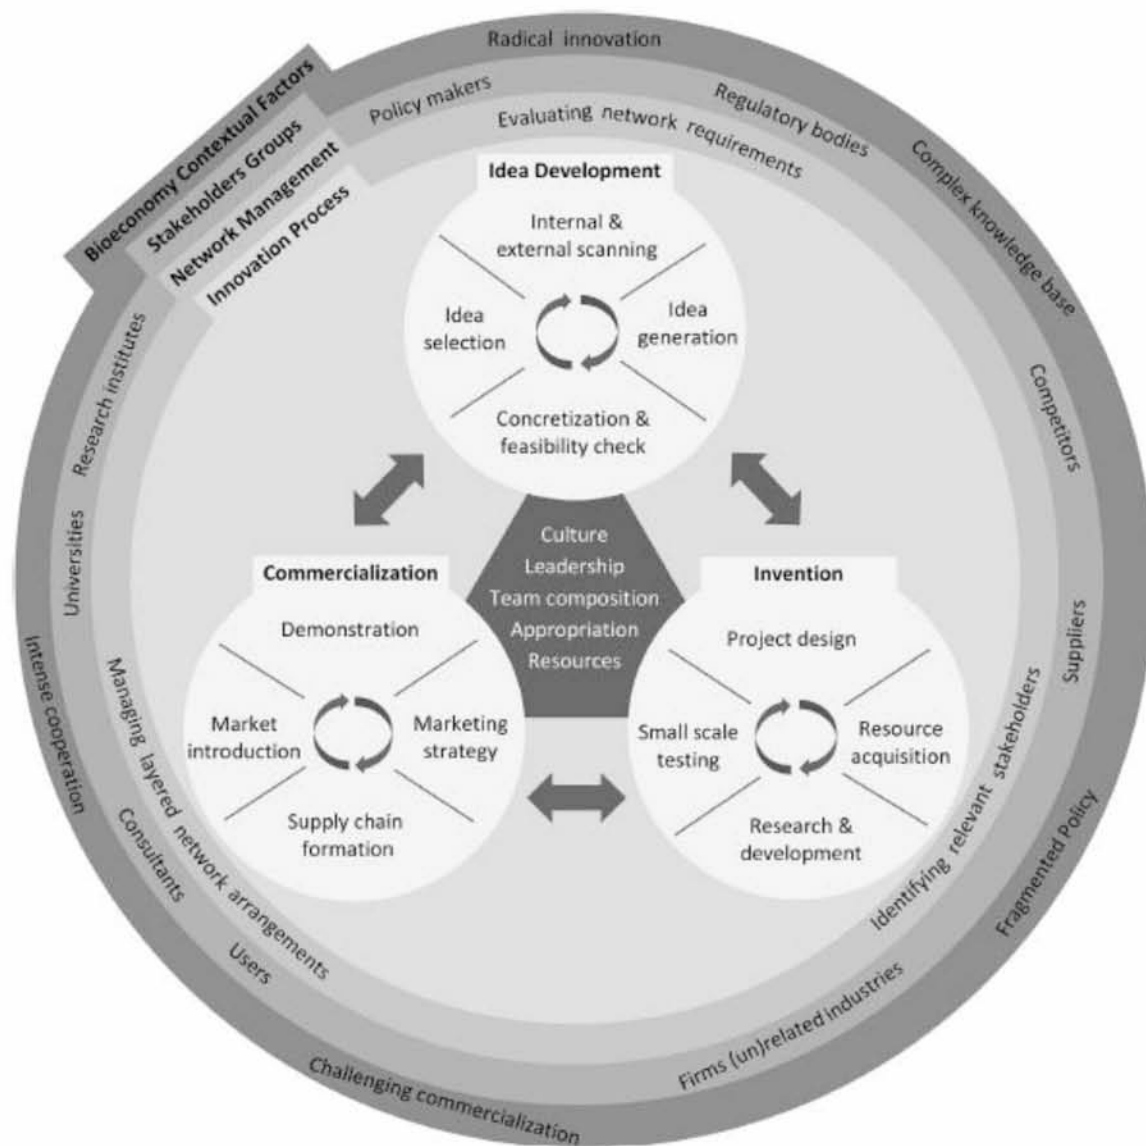 Radical innovation
Complex knowledge base
Fragmented Policy
Challenging commercialization
Intense cooperation
Bioeconomy Contextual Factors
Stakeholders Groups
Network Management
Innovation Process
Policy makers
Regulatory bodies
Competitors
Suppliers
Firms (un)related industries
Users
Consultants
Universities
Research institutes
Evaluating network requirements
Identifying relevant stakeholders
Managing layered network arrangements
Idea Development
Internal &
external scanning
Idea
generation
Concretization &
feasibility check
Idea
selection
Culture
Leadership
Team composition
Appropriation
Resources
Commercialization
Demonstration
Marketing
strategy
Supply chain
formation
Market
introduction
Invention
Project design
Resource
acquisition
Research &
development
Small scale
testing